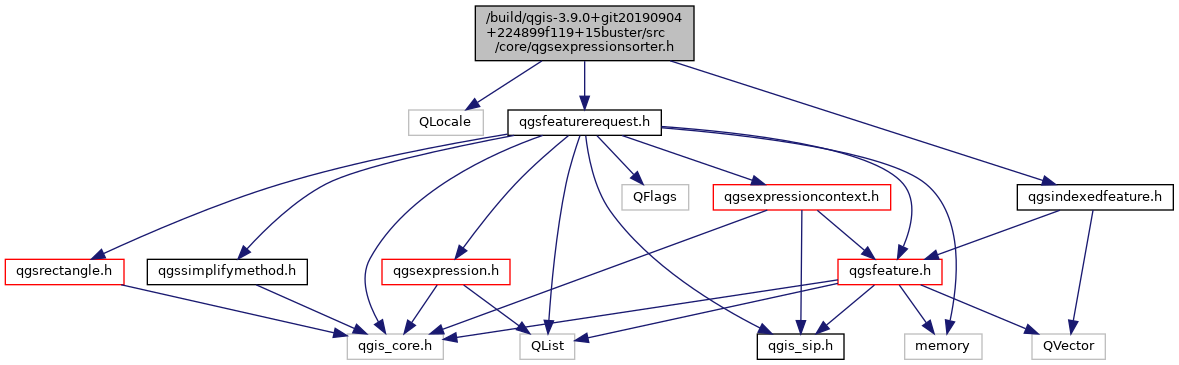 /build/qgis-3.9.0+git20190904
+224899f119+15buster/src
/core/qgsexpressionsorter.h
QLocale
qgsfeaturerequest.h
QFlags
qgsexpressioncontext.h
qgsindexedfeature.h
qgsrectangle.h
qgssimplifymethod.h
qgsexpression.h
qgsfeature.h
qgis_core.h
QList
qgis_sip.h
memory
QVector